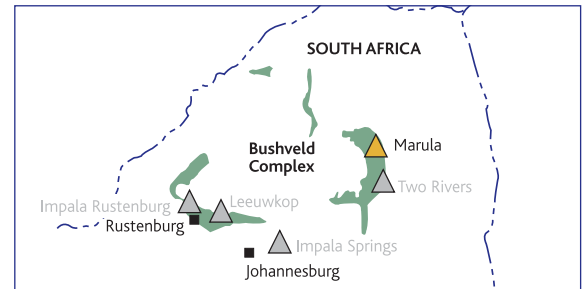 SOUTH AFRICA
Bushveld
Complex
Marula
Two Rivers
Impala Rustenburg
Leeuwkop
Rustenburg
Impala Springs
Johannesburg